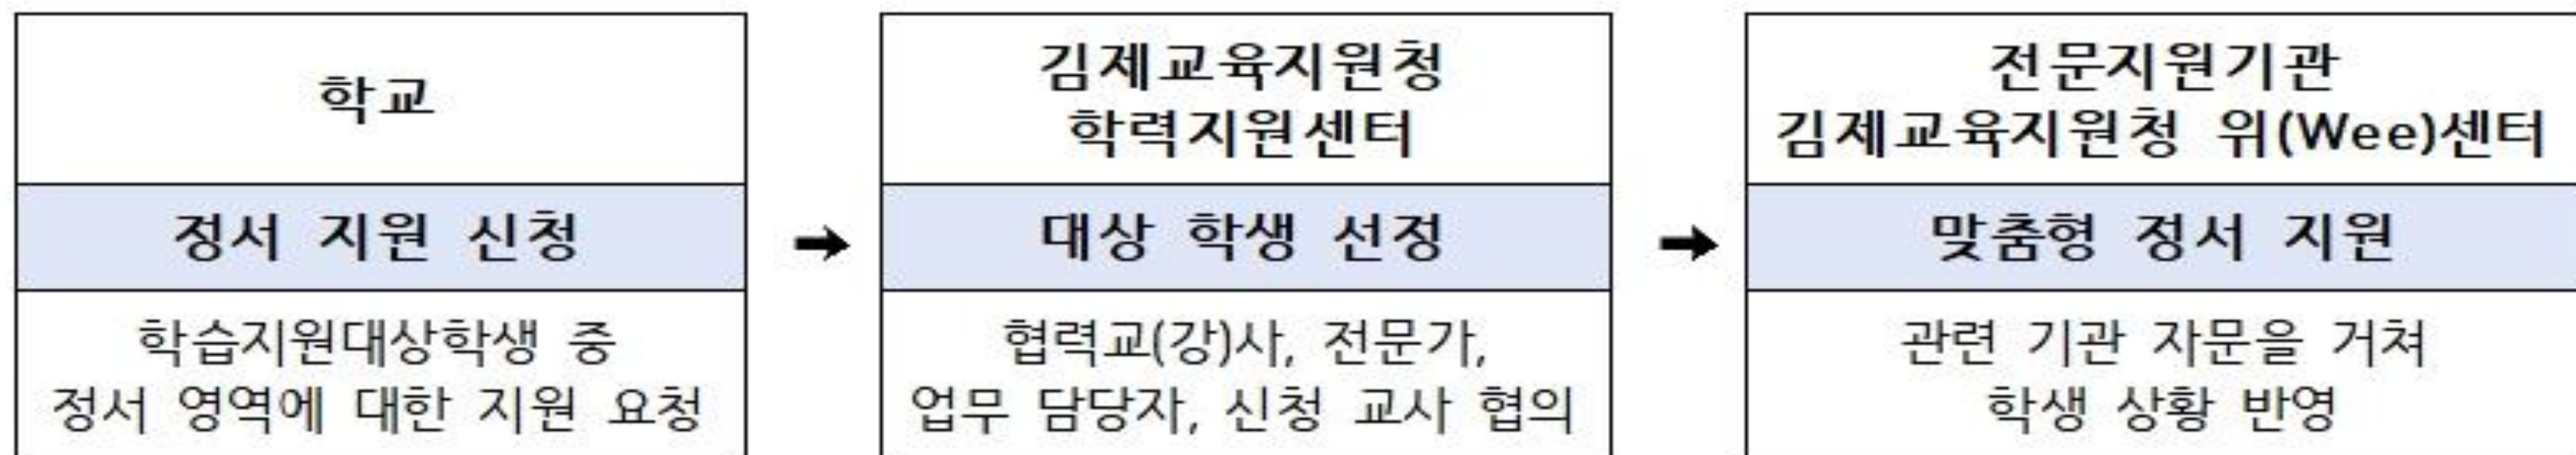 학교
정서 지원 신청
학습지원대상학생 중
정서 영역에 대한 지원 요청
➡
김제교육지원청
학력지원센터
대상 학생 선정
협력교(강)사, 전문가,
업무 담당자, 신청 교사 협의
➡
전문지원기관
김제교육지원청 위(Wee)센터
맞춤형 정서 지원
관련 기관 자문을 거쳐
학생 상황 반영